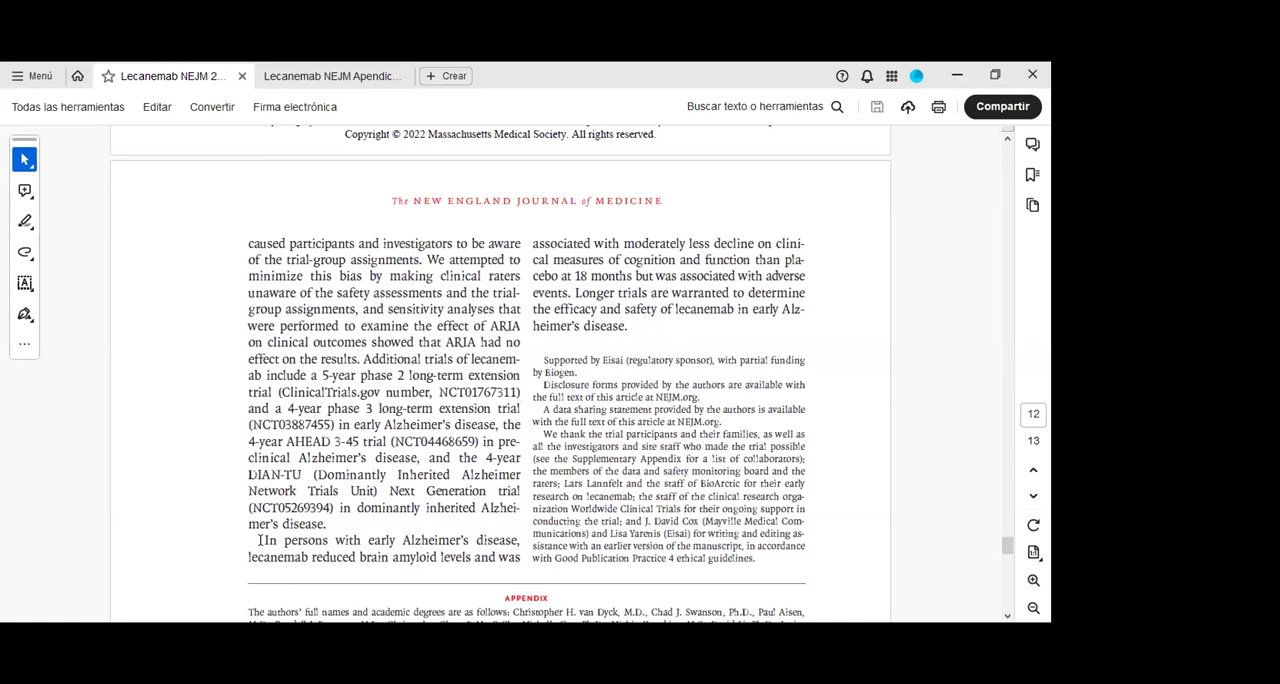 Menú
Lecanemab NEJM 2...
Lecanemab NEJM Apendic...
Crear
Todas las herramientas
Editar
Convertir
Firma electrónica
Buscar texto o herramientas
Compartir
Copyright © 2022 Massachusetts Medical Society. All rights reserved.
The NEW ENGLAND JOURNAL of MEDICINE
caused participants and investigators to be aware
of the trial-group assignments. We attempted to
minimize this bias by making clinical raters
unaware of the safety assessments and the trial-
group assignments, and sensitivity analyses that
were performed to examine the effect of ARIA
on clinical outcomes showed that ARIA had no
effect on the results. Additional trials of lecanem-
ab include a 5-year phase 2 long-term extension
trial (ClinicalTrials.gov number, NCT01767311)
and a 4-year phase 3 long-term extension trial
(NCT03887455) in early Alzheimer's disease, the
4-year AHEAD 3-45 trial (NCT04468659) in pre-
clinical Alzheimer's disease, and the 4-year
DIAN-TU (Dominantly Inherited Alzheimer
Network Trials Unit) Next Generation trial
(NCT05269394) in dominantly inherited Alzhei-
mer's disease.
In persons with early Alzheimer's disease,
lecanemab reduced brain amyloid levels and was
associated with moderately less decline on clini-
cal measures of cognition and function than pla-
cebo at 18 months but was associated with adverse
events. Longer trials are warranted to determine
the efficacy and safety of lecanemab in early Alz-
heimer's disease.
Supported by Eisai (regulatory sponsor), with partial funding
by Biogen.
Disclosure forms provided by the authors are available with
the full text of this article at NEJM.org.
A data sharing statement provided by the authors is available
with the full text of this article at NEJM.org.
We thank the trial participants and their families, as well as
all the investigators and site staff who made the trial possible
(see the Supplementary Appendix for a list of collaborators);
the members of the data and safety monitoring board and the
raters; Lars Lannfelt and the staff of BioArctic for their early
research on lecanemab; the staff of the clinical research orga-
nization Worldwide Clinical Trials for their ongoing support in
conducting the trial; and J. David Cox (Mayville Medical Com-
munications) and Lisa Yarenis (Eisai) for writing and editing as-
sistance with an earlier version of the manuscript, in accordance
with Good Publication Practice 4 ethical guidelines.
APPENDIX
The authors' full names and academic degrees are as follows: Christopher H. van Dyck, M.D., Chad J. Swanson, Ph.D., Paul Aisen,
12
13